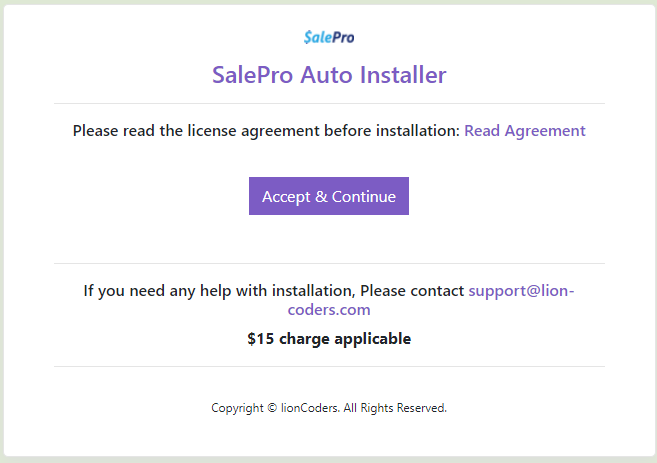 $alePro
SalePro Auto Installer
Please read the license agreement before installation: Read Agreement
Accept & Continue
If you need any help with installation, Please contact support@lion-
coders.com
$15 charge applicable
Copyright © lionCoders. All Rights Reserved.